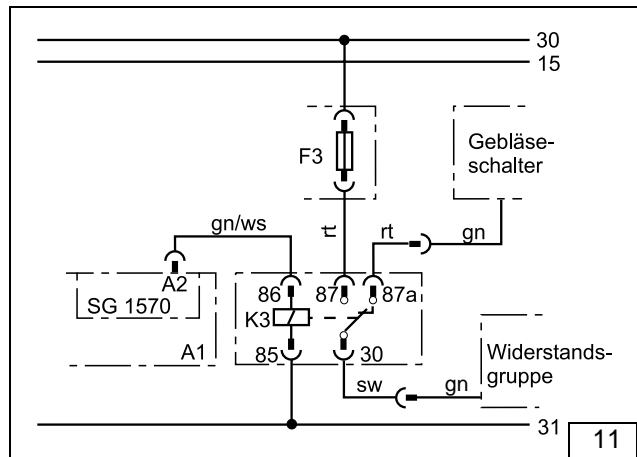 30
15
Gebläse-
schalter
F3
gn/ws
rt
rt
gn
A2
SG 1570
A1
86
87
87a
K3
85
30
sw
gn
Widerstands-
gruppe
31
11